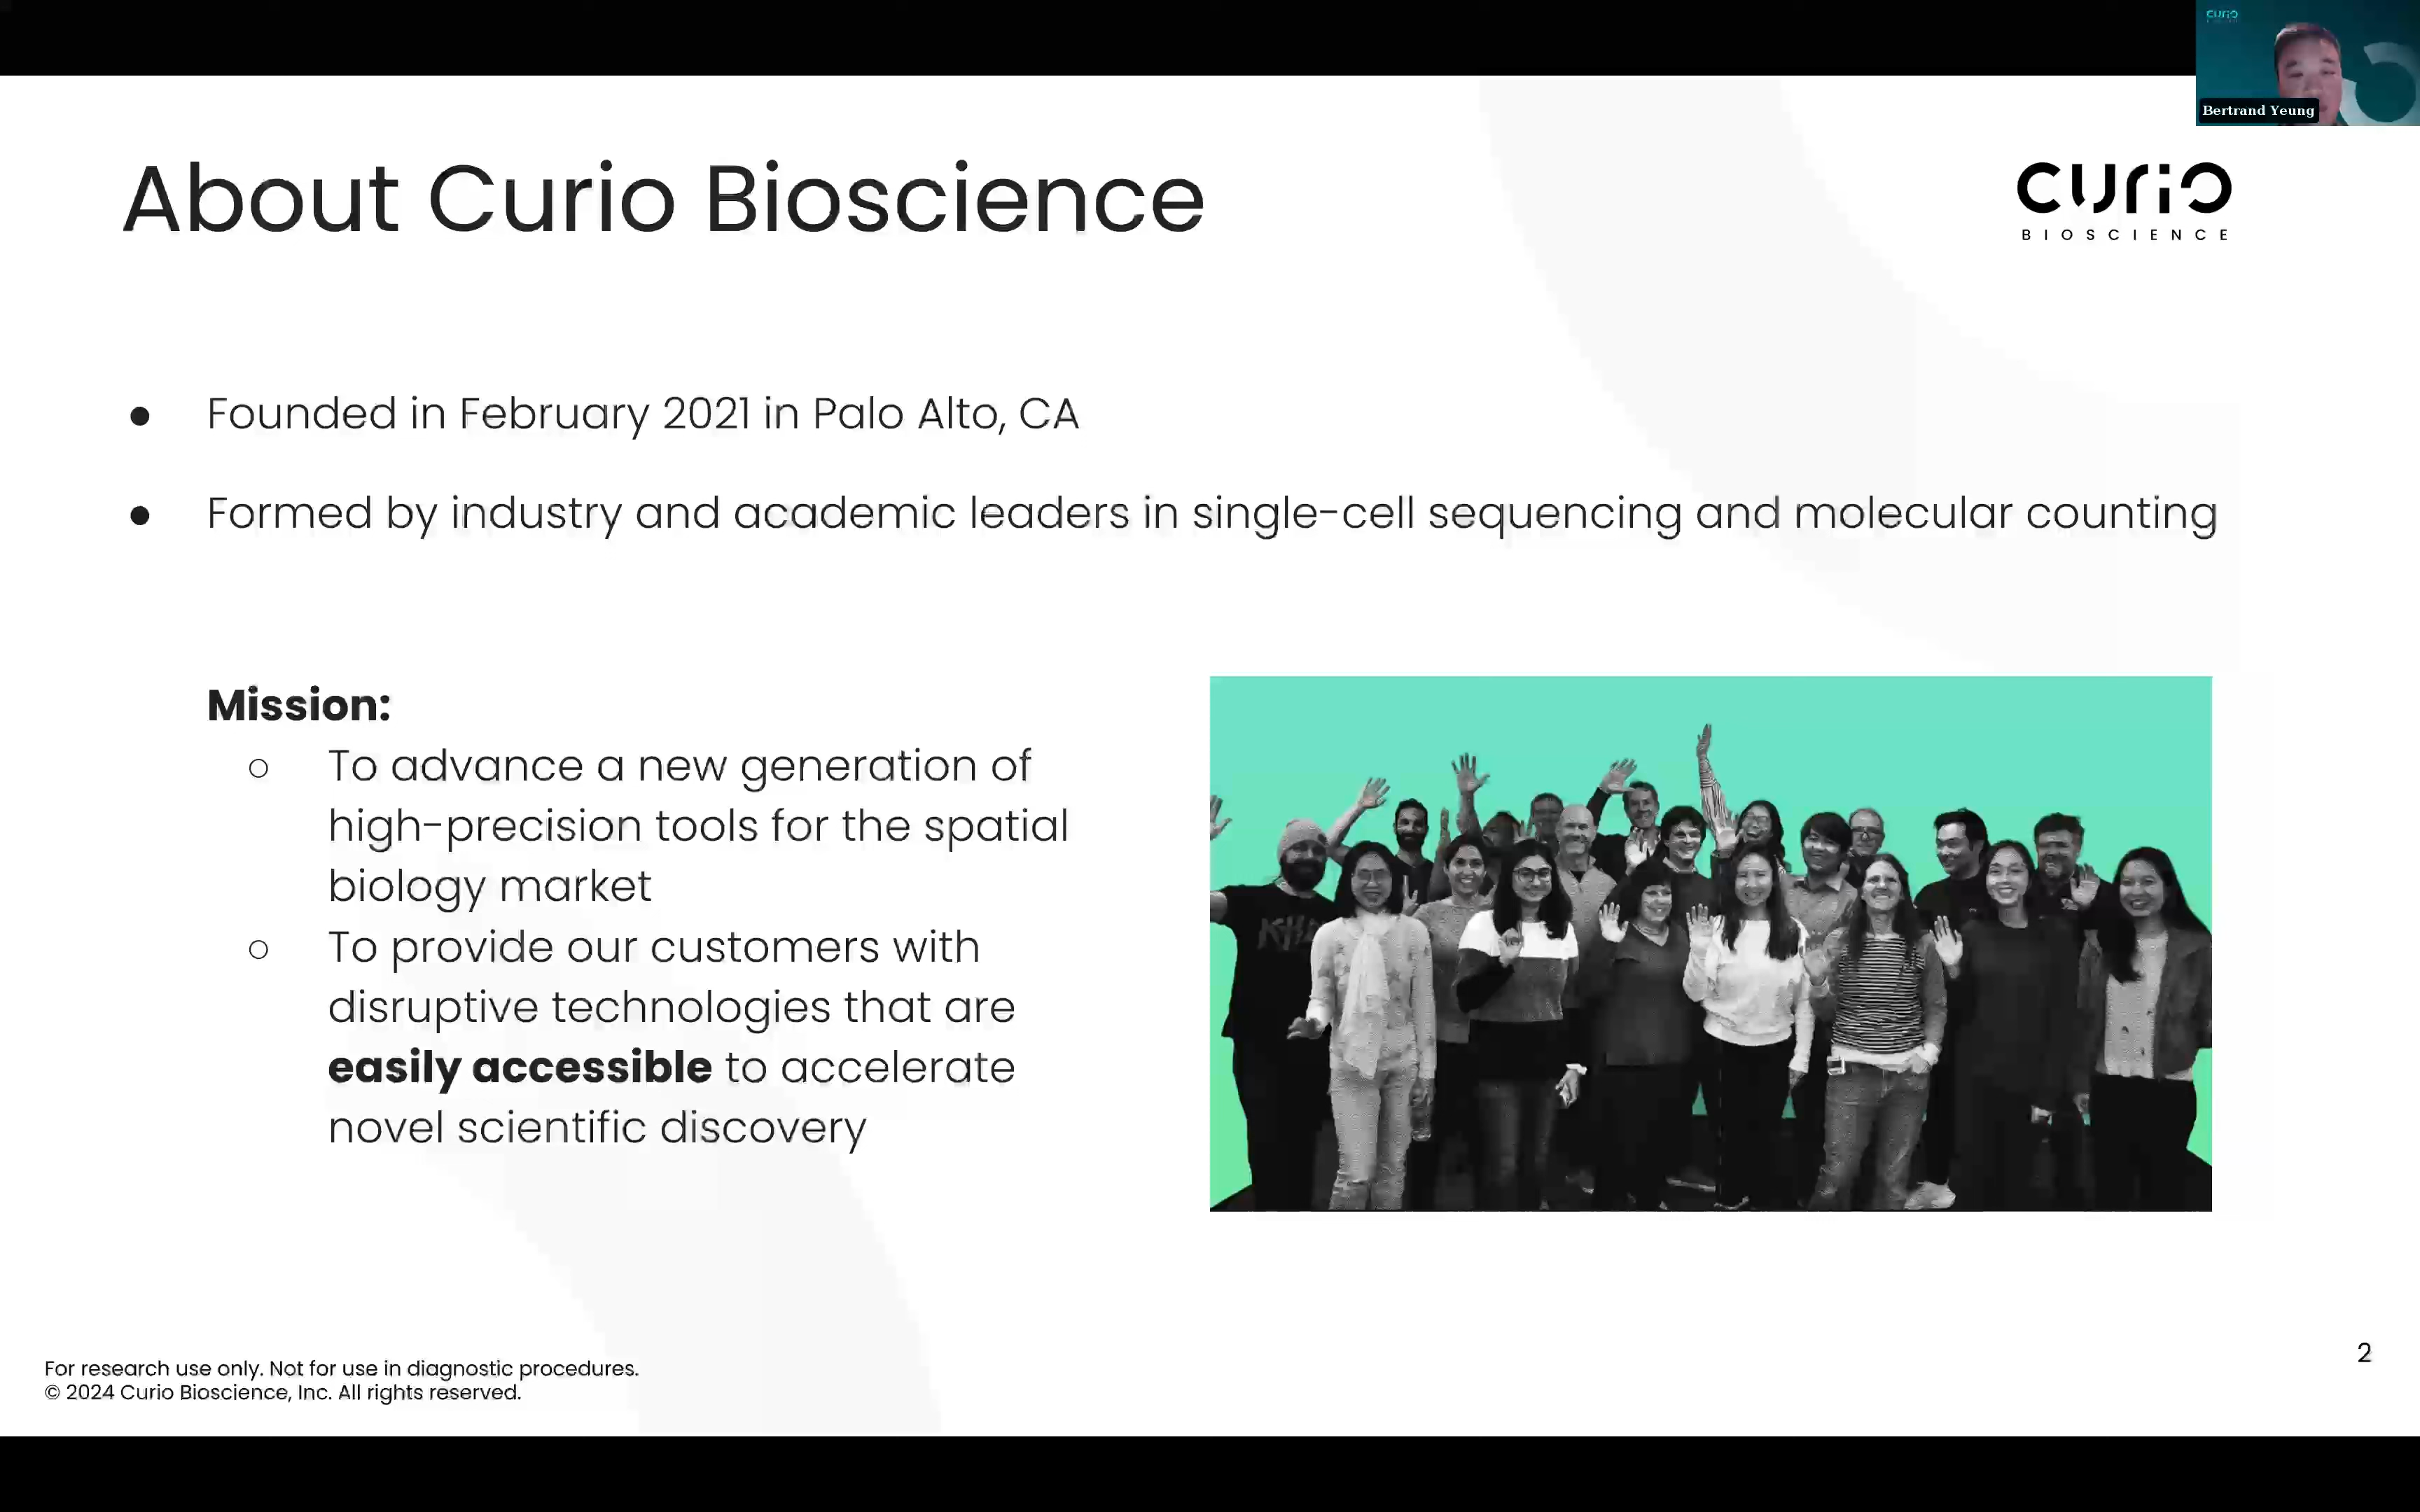 curio
Bertrand Yeung
About Curio Bioscience
curio
BIOSCIENCE
● Founded in February 2021 in Palo Alto, CA
● Formed by industry and academic leaders in single-cell sequencing and molecular counting
Mission:
○ To advance a new generation of
high-precision tools for the spatial
biology market
○ To provide our customers with
disruptive technologies that are
easily accessible to accelerate
novel scientific discovery
For research use only. Not for use in diagnostic procedures.
© 2024 Curio Bioscience, Inc. All rights reserved.
2